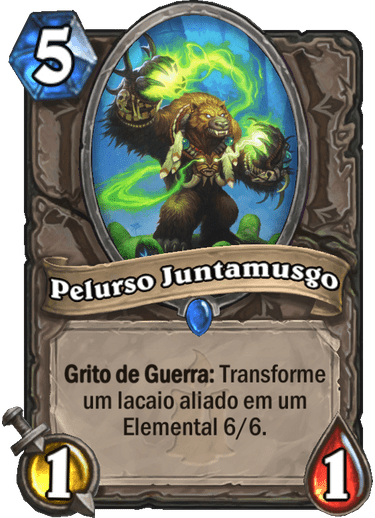 5
Pelurso Juntamusgo
Grito de Guerra: Transforme
um lacaio aliado em um
Elemental 6/6.
1
1